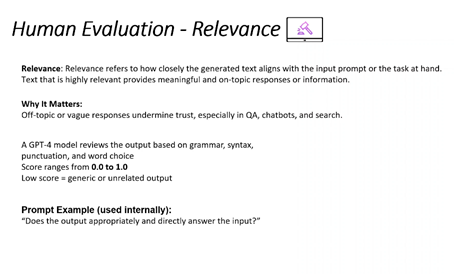 Human Evaluation - Relevance
Relevance: Relevance refers to how closely the generated text aligns with the input prompt or the task at hand.
Text that is highly relevant provides meaningful and on-topic responses or information.
Why It Matters:
Off-topic or vague responses undermine trust, especially in QA, chatbots, and search.
A GPT-4 model reviews the output based on grammar, syntax,
punctuation, and word choice
Score ranges from 0.0 to 1.0
Low score = generic or unrelated output
Prompt Example (used internally):
“Does the output appropriately and directly answer the input?”